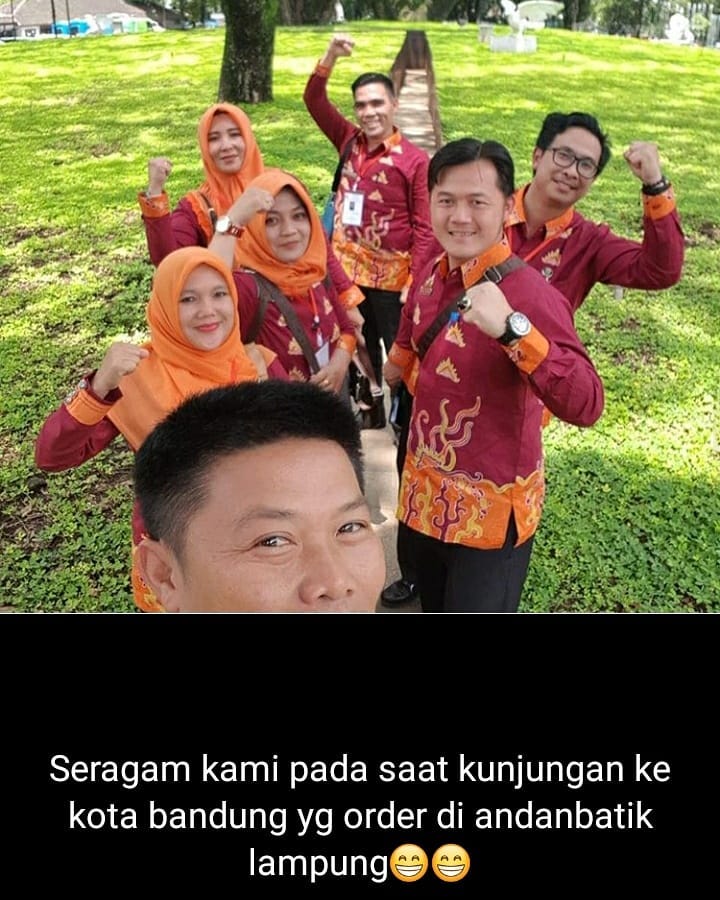 Seragam kami pada saat kunjungan ke
kota bandung yg order di andanbatik
lampung😁😁